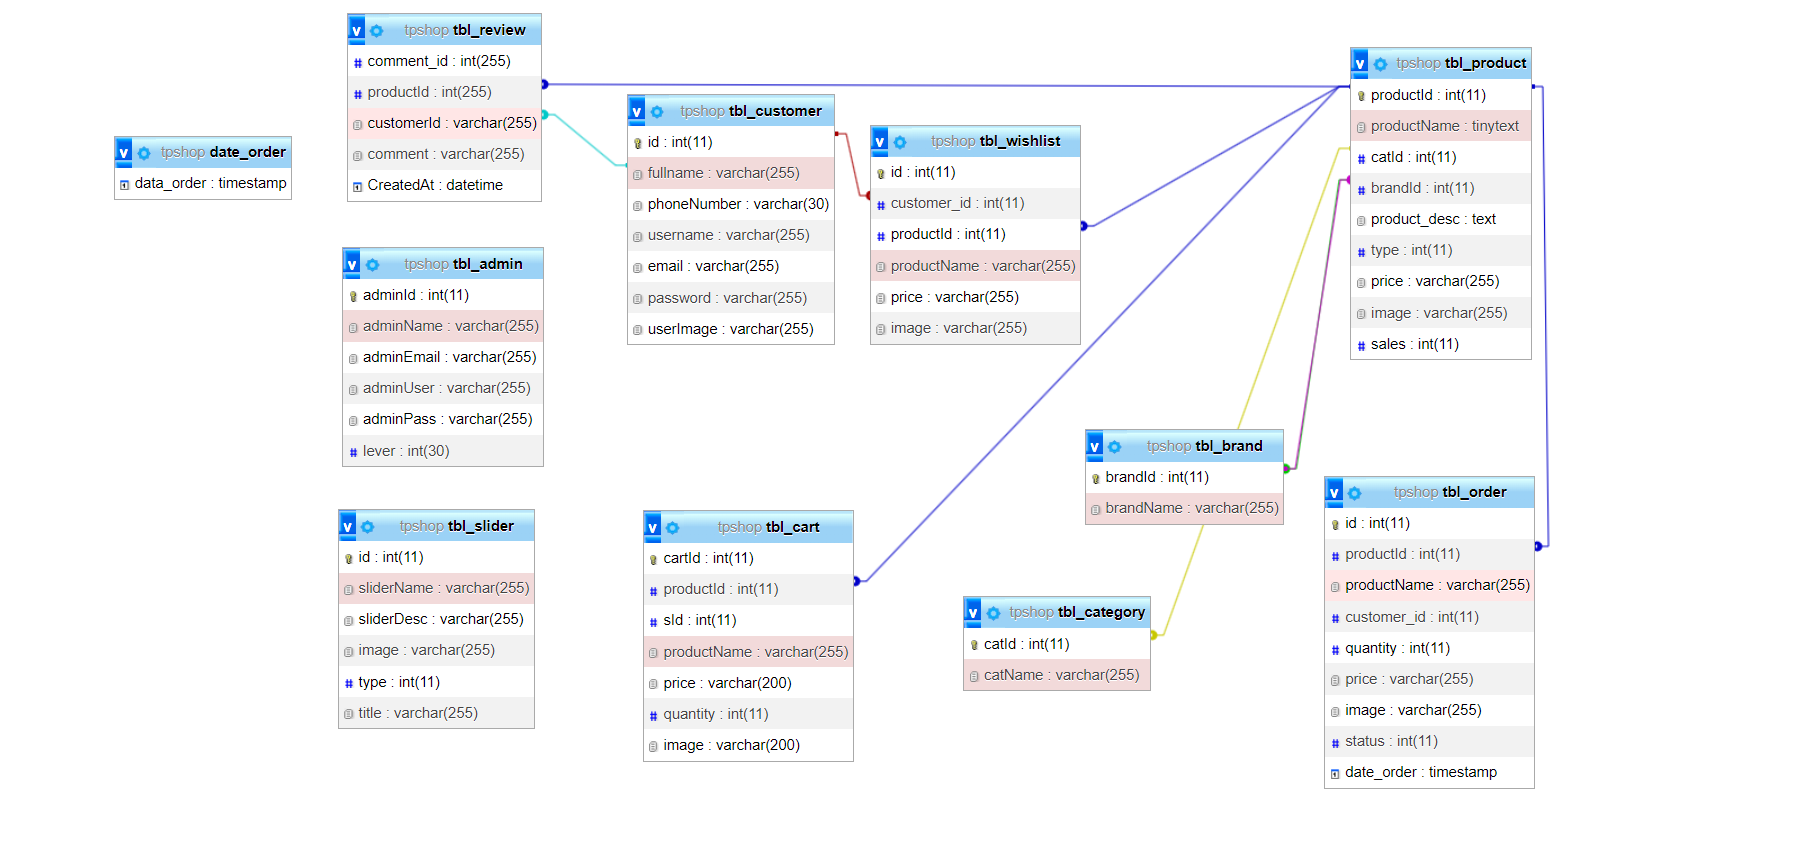 v tpshop tbl_review
# comment_id : int(255)
# productId : int(255)
customerId : varchar(255)
comment : varchar(255)
CreatedAt : datetime
v tpshop date_order
data_order : timestamp
v tpshop tbl_admin
adminId : int(11)
adminName : varchar(255)
adminEmail : varchar(255)
adminUser : varchar(255)
adminPass : varchar(255)
# lever : int(30)
v tpshop tbl_slider
id : int(11)
sliderName : varchar(255)
sliderDesc : varchar(255)
image : varchar(255)
# type : int(11)
title : varchar(255)
v tpshop tbl_customer
id : int(11)
fullname : varchar(255)
phoneNumber : varchar(30)
username : varchar(255)
email : varchar(255)
password : varchar(255)
userImage : varchar(255)
v tpshop tbl_wishlist
id : int(11)
# customer_id : int(11)
# productId : int(11)
productName : varchar(255)
price : varchar(255)
image : varchar(255)
v tpshop tbl_cart
cartId : int(11)
# productId : int(11)
# sId : int(11)
productName : varchar(255)
price : varchar(200)
# quantity : int(11)
image : varchar(200)
v tpshop tbl_brand
brandId : int(11)
brandName : varchar(255)
v tpshop tbl_category
catId : int(11)
catName : varchar(255)
v tpshop tbl_product
productId : int(11)
productName : tinytext
# catId : int(11)
# brandId : int(11)
product_desc : text
# type : int(11)
price : varchar(255)
image : varchar(255)
# sales : int(11)
v tpshop tbl_order
id : int(11)
# productId : int(11)
productName : varchar(255)
# customer_id : int(11)
# quantity : int(11)
price : varchar(255)
image : varchar(255)
# status : int(11)
date_order : timestamp